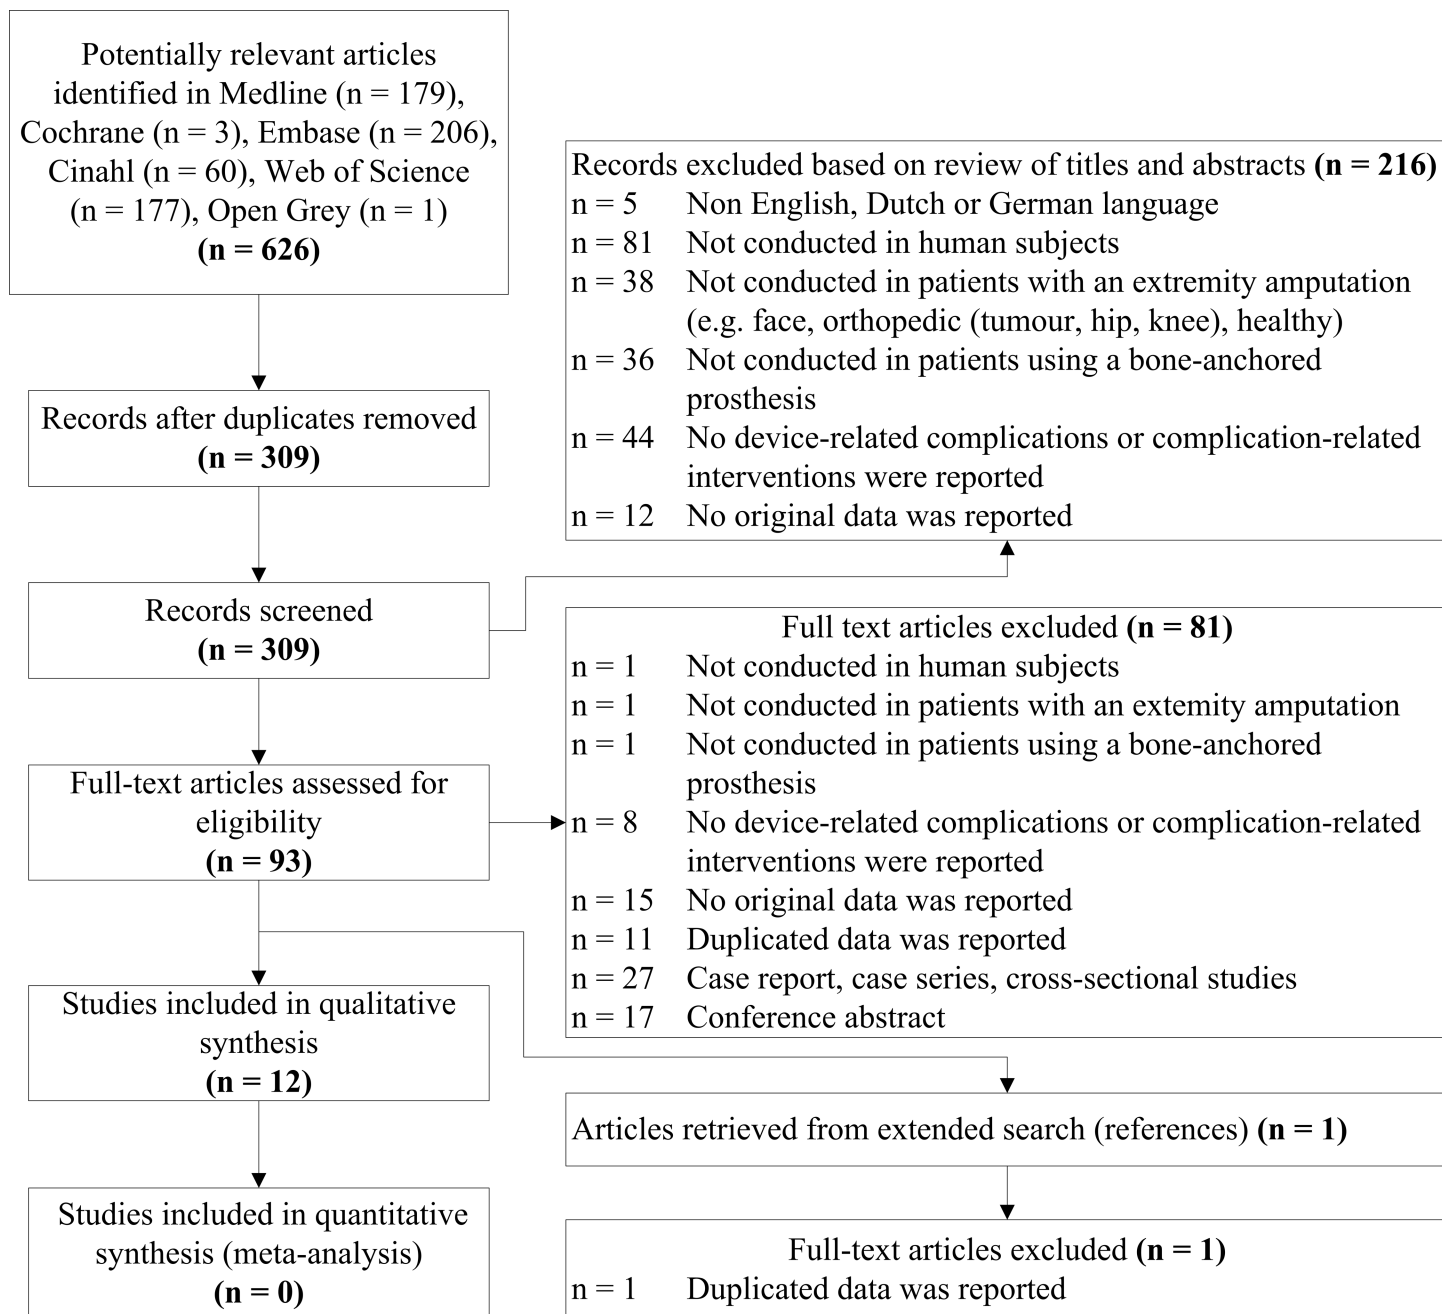 Potentially relevant articles
identified in Medline (n = 179),
Cochrane (n = 3), Embase (n = 206),
Cinahl (n = 60), Web of Science
(n = 177), Open Grey (n = 1)
(n = 626)
Records after duplicates removed
(n = 309)
Records screened
(n = 309)
Records excluded based on review of titles and abstracts (n = 216)
n = 5 Non English, Dutch or German language
n = 81 Not conducted in human subjects
n = 38 Not conducted in patients with an extremity amputation
(e.g. face, orthopedic (tumour, hip, knee), healthy)
n = 36 Not conducted in patients using a bone-anchored
prosthesis
n = 44 No device-related complications or complication-related
interventions were reported
n = 12 No original data was reported
Full-text articles assessed for
eligibility
(n = 93)
Full text articles excluded (n = 81)
n = 1 Not conducted in human subjects
n = 1 Not conducted in patients with an extemity amputation
n = 1 Not conducted in patients using a bone-anchored
prosthesis
n = 8 No device-related complications or complication-related
interventions were reported
n = 15 No original data was reported
n = 11 Duplicated data was reported
n = 27 Case report, case series, cross-sectional studies
n = 17 Conference abstract
Studies included in qualitative
synthesis
(n = 12)
Articles retrieved from extended search (references) (n = 1)
Studies included in quantitative
synthesis (meta-analysis)
(n = 0)
Full-text articles excluded (n = 1)
n = 1 Duplicated data was reported